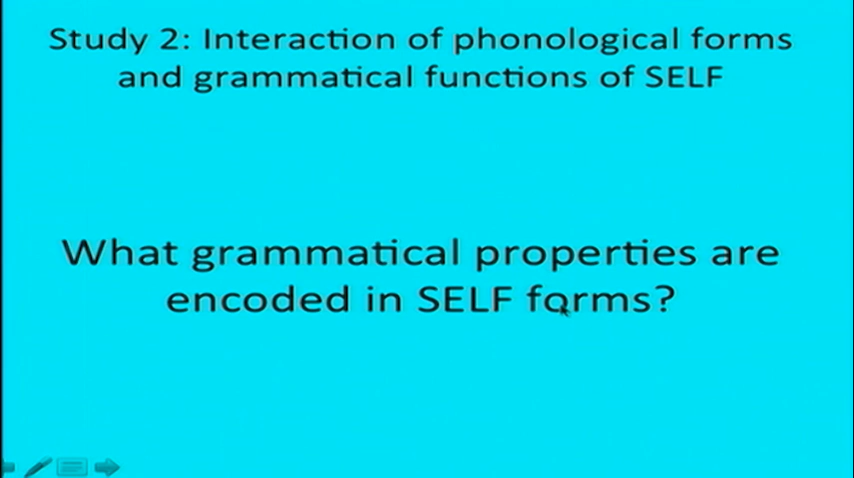 Study 2: Interaction of phonological forms
and grammatical functions of SELF
What grammatical properties are
encoded in SELF forms?